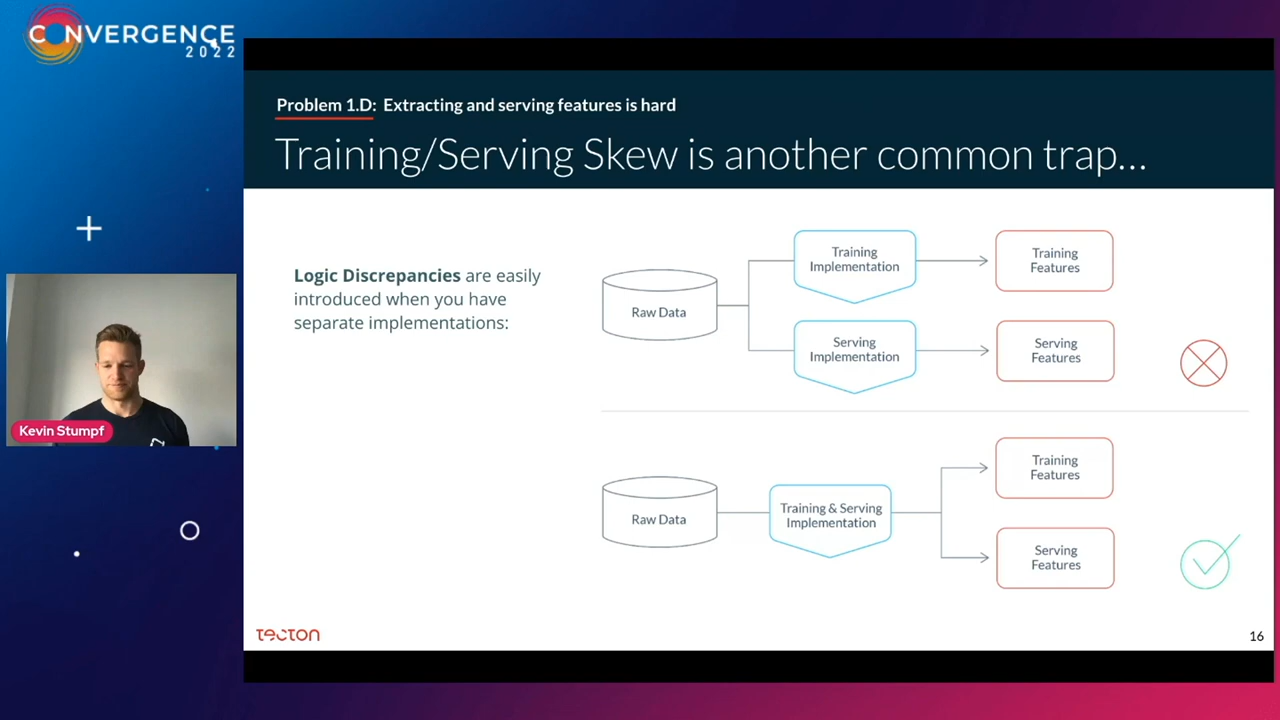 CONVERGENCE
2022
Problem 1.D: Extracting and serving features is hard
Training/Serving Skew is another common trap...
Logic Discrepancies are easily
introduced when you have
separate implementations:
Raw Data
Training
Implementation
Training
Features
Serving
Implementation
Serving
Features
Raw Data
Training & Serving
Implementation
Training
Features
Serving
Features
Kevin Stumpf
TECTON
16